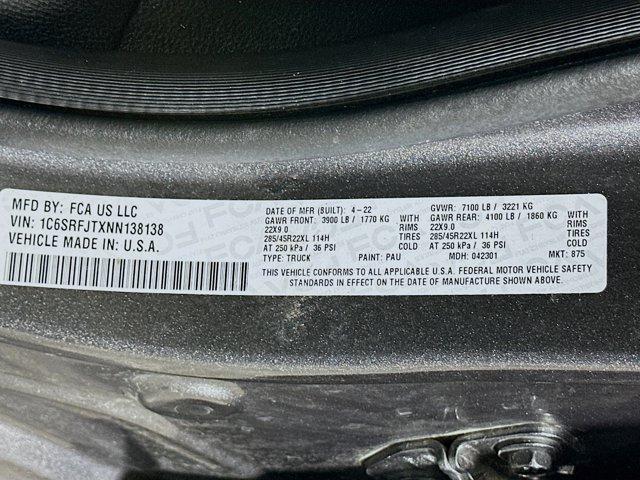 MFD BY: FCA US LLC
VIN: 1C6SRFJTXNN138138
VEHICLE MADE IN: U.S.A.
DATE OF MFR (BUILT): 4-22 GVWR: 7100 LB / 3221 KG
GAWR FRONT: 3900 LB / 1770 KG WITH GAWR REAR: 4100 LB / 1860 KG WITH
22X9.0 RIMS 22X9.0 RIMS
285/45R22XL 114H TIRES 285/45R22XL 114H TIRES
AT 250 kPa / 36 PSI COLD AT 250 kPa / 36 PSI COLD
TYPE: TRUCK PAINT: PAU MDH: 042301 MKT: 875
THIS VEHICLE CONFORMS TO ALL APPLICABLE U.S.A. FEDERAL MOTOR VEHICLE SAFETY
STANDARDS IN EFFECT ON THE DATE OF MANUFACTURE SHOWN ABOVE.